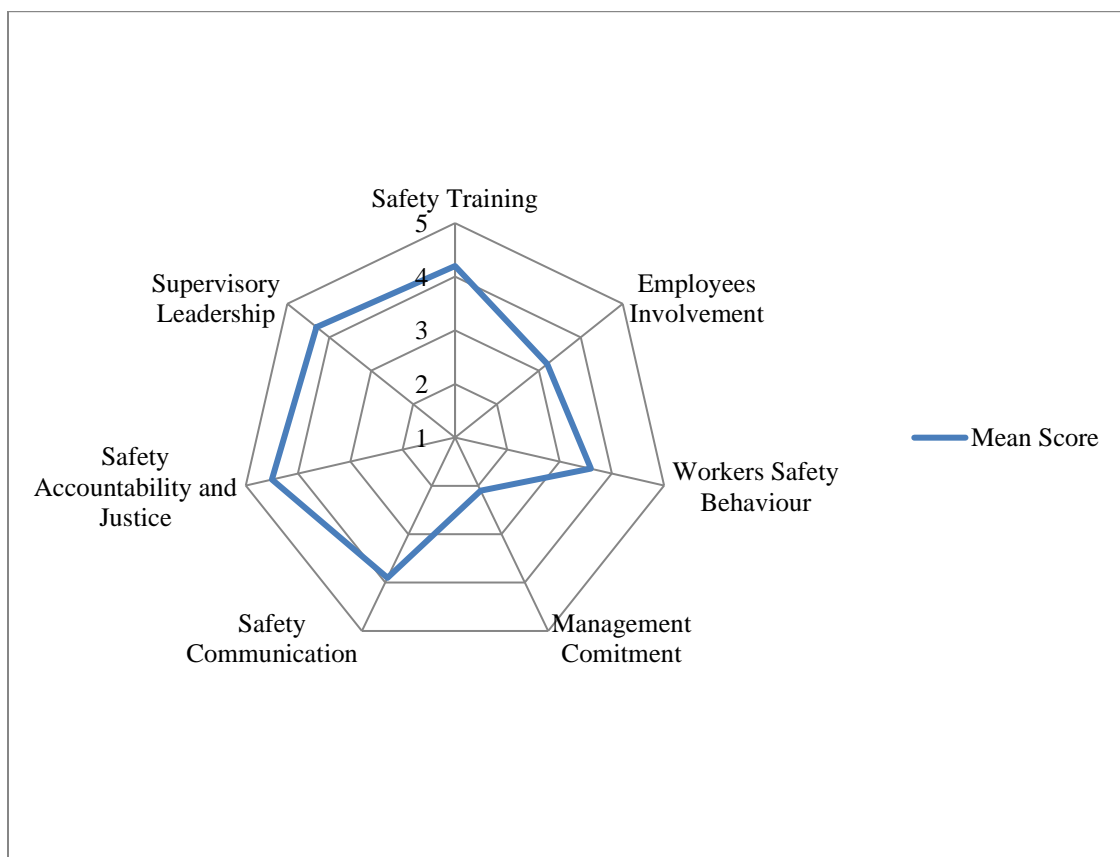 Safety Training
5
4
3
2
1
Supervisory
Leadership
Employees
Involvement
Safety
Accountability and
Justice
Workers Safety
Behaviour
Safety
Communication
Management
Comitment
Mean Score